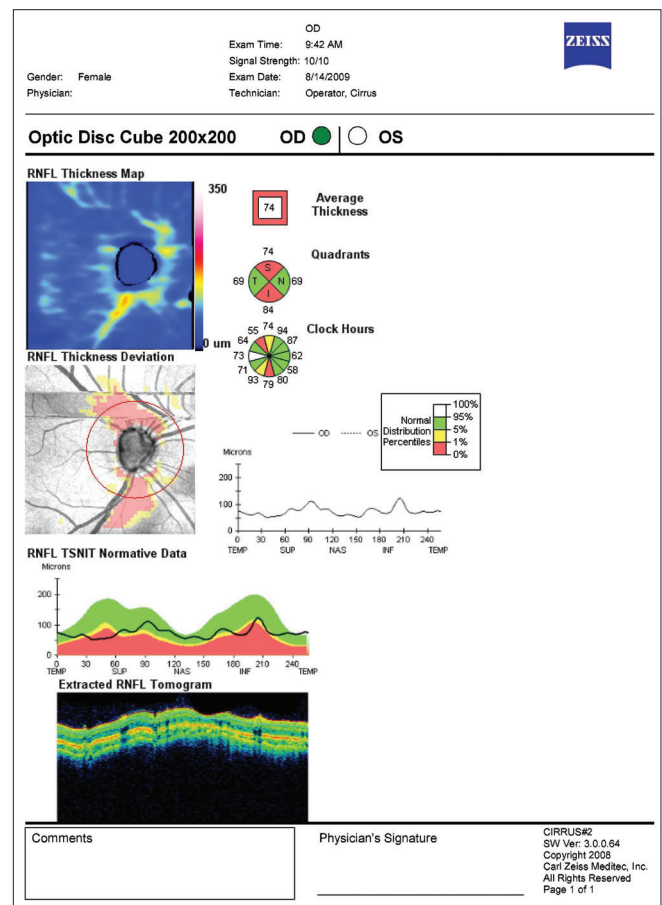 OD
Exam Time: 9:42 AM
ZEISS
Signal Strength: 10/10
Gender: Female Exam Date: 8/14/2009
Physician: Technician: Operator, Cirrus
Optic Disc Cube 200x200 OD OS
RNFL Thickness Map
350
0 um
74
Average
Thickness
Quadrants
74
S
69 T N 69
I
84
Clock Hours
55 74 94
64 87
73 62
71 58
93 79 80
RNFL Thickness Deviation
OD OS
Normal
Distribution
Percentiles
100%
95%
5%
1%
0%
Microns
200
100
0
0 30 60 90 120 150 180 210 240
TEMP SUP NAS INF TEMP
RNFL TSNIT Normative Data
Microns
200
100
0
0 30 60 90 120 150 180 210 240
TEMP SUP NAS INF TEMP
Extracted RNFL Tomogram
Comments
Physician's Signature
CIRRUS#2
SW Ver: 3.0.0.64
Copyright 2008
Carl Zeiss Meditec, Inc.
All Rights Reserved
Page 1 of 1